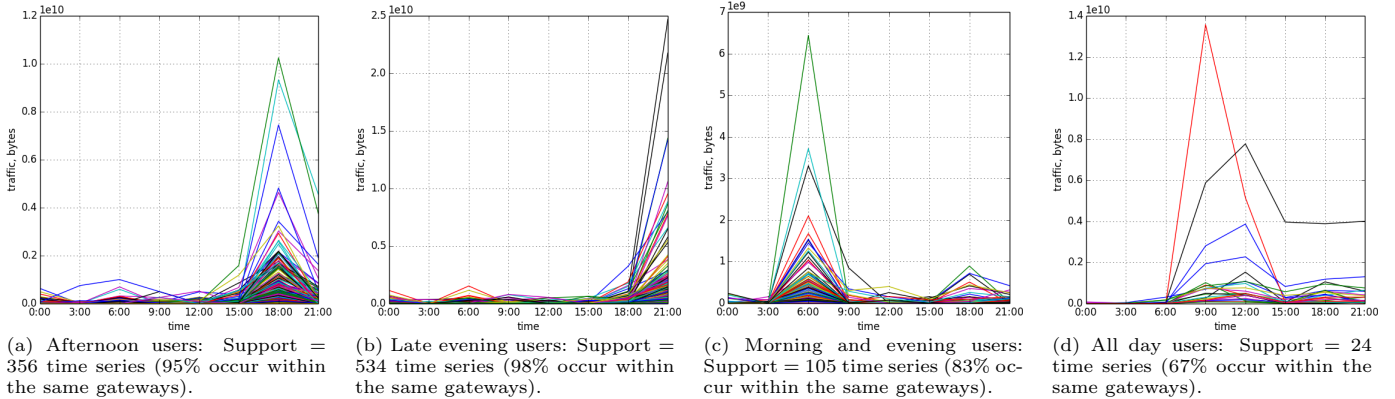 1.2 1e10
1.0
0.8
0.6
0.4
0.2
0.0
traffic, bytes
0:00 3:00 6:00 9:00 12:00 15:00 18:00 21:00
time
(a) Afternoon users: Support =
356 time series (95% occur within
the same gateways).
2.5 1e10
2.0
1.5
1.0
0.5
0.0
traffic, bytes
0:00 3:00 6:00 9:00 12:00 15:00 18:00 21:00
time
(b) Late evening users: Support =
534 time series (98% occur within
the same gateways).
7 1e9
6
5
4
3
2
1
0
traffic, bytes
0:00 3:00 6:00 9:00 12:00 15:00 18:00 21:00
time
(c) Morning and evening users:
Support = 105 time series (83% oc-
cur within the same gateways).
1.4 1e10
1.2
1.0
0.8
0.6
0.4
0.2
0.0
traffic, bytes
0:00 3:00 6:00 9:00 12:00 15:00 18:00 21:00
time
(d) All day users: Support = 24
time series (67% occur within the
same gateways).